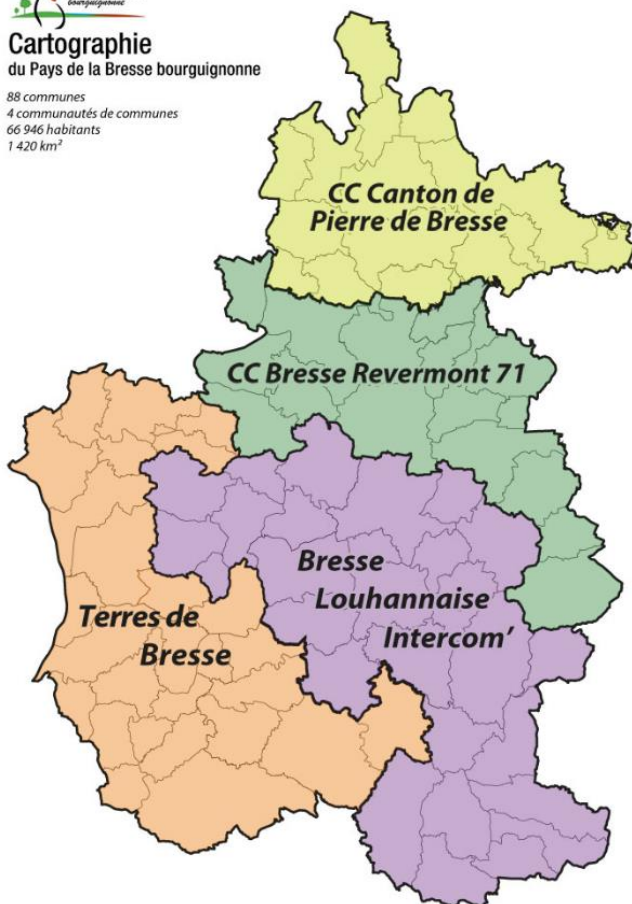 bourguignonne
Cartographie
du Pays de la Bresse bourguignonne
88 communes
4 communautés de communes
66 946 habitants
1 420 km²
CC Canton de
Pierre de Bresse
CC Bresse Revermont 71
Bresse
Louhannaise
Intercom’
Terres de
Bresse